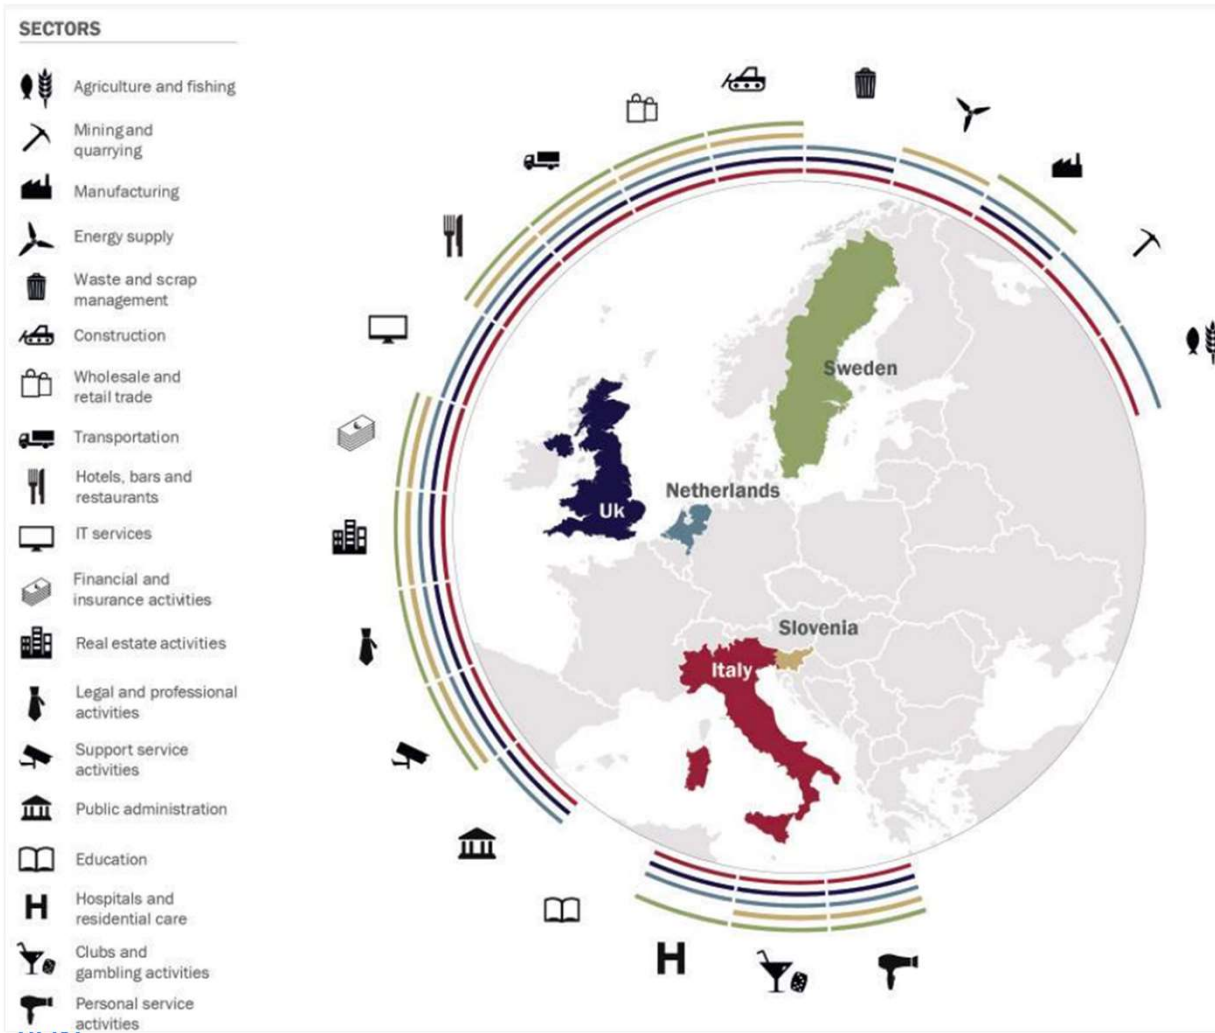 SECTORS
Agriculture and fishing
Mining and
quarrying
Manufacturing
Energy supply
Waste and scrap
management
Construction
Wholesale and
retail trade
Transportation
Hotels, bars and
restaurants
IT services
Financial and
insurance activities
Real estate activities
Legal and professional
activities
Support service
activities
Public administration
Education
H
Hospitals and
residential care
Clubs and
gambling activities
Personal service
activities
Sweden
Netherlands
Uk
Slovenia
Italy
H